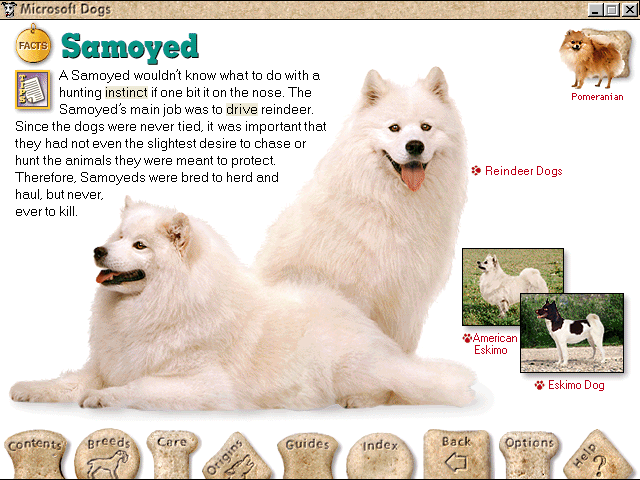 Microsoft Dogs
FACTS
Samoyed
A Samoyed wouldn't know what to do with a
hunting instinct if one bit it on the nose. The
Samoyed's main job was to drive reindeer.
Since the dogs were never tied, it was important that
they had not even the slightest desire to chase or
hunt the animals they were meant to protect.
Therefore, Samoyeds were bred to herd and
haul, but never,
ever to kill.
Pomeranian
Reindeer Dogs
American
Eskimo
Eskimo Dog
Contents
Breeds
Care
Origins
Guides
Index
Back
Options
Help
?